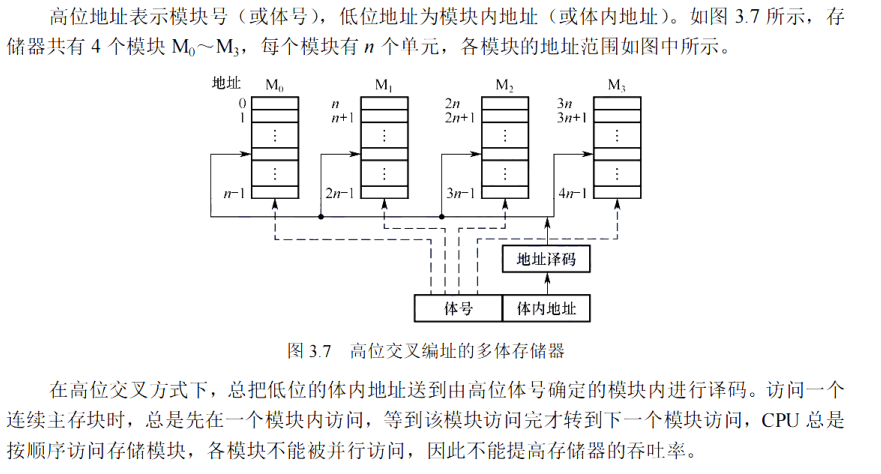 高位地址表示模块号（或体号），低位地址为模块内地址（或体内地址）。如图 3.7 所示，存
储器共有 4 个模块 M₀～M₃，每个模块有 n 个单元，各模块的地址范围如图中所示。
地址 M₀ M₁ M₂ M₃
0 n 2n 3n
1 n+1 2n+1 3n+1
⋮ ⋮ ⋮ ⋮
⋮ ⋮ ⋮ ⋮
n−1 2n−1 3n−1 4n−1
地址译码
体号 体内地址
图 3.7 高位交叉编址的多体存储器
在高位交叉方式下，总把低位的体内地址送到由高位体号确定的模块内进行译码。访问一个
连续主存块时，总是先在一个模块内访问，等到该模块访问完才转到下一个模块访问，CPU 总是
按顺序访问存储模块，各模块不能被并行访问，因此不能提高存储器的吞吐率。